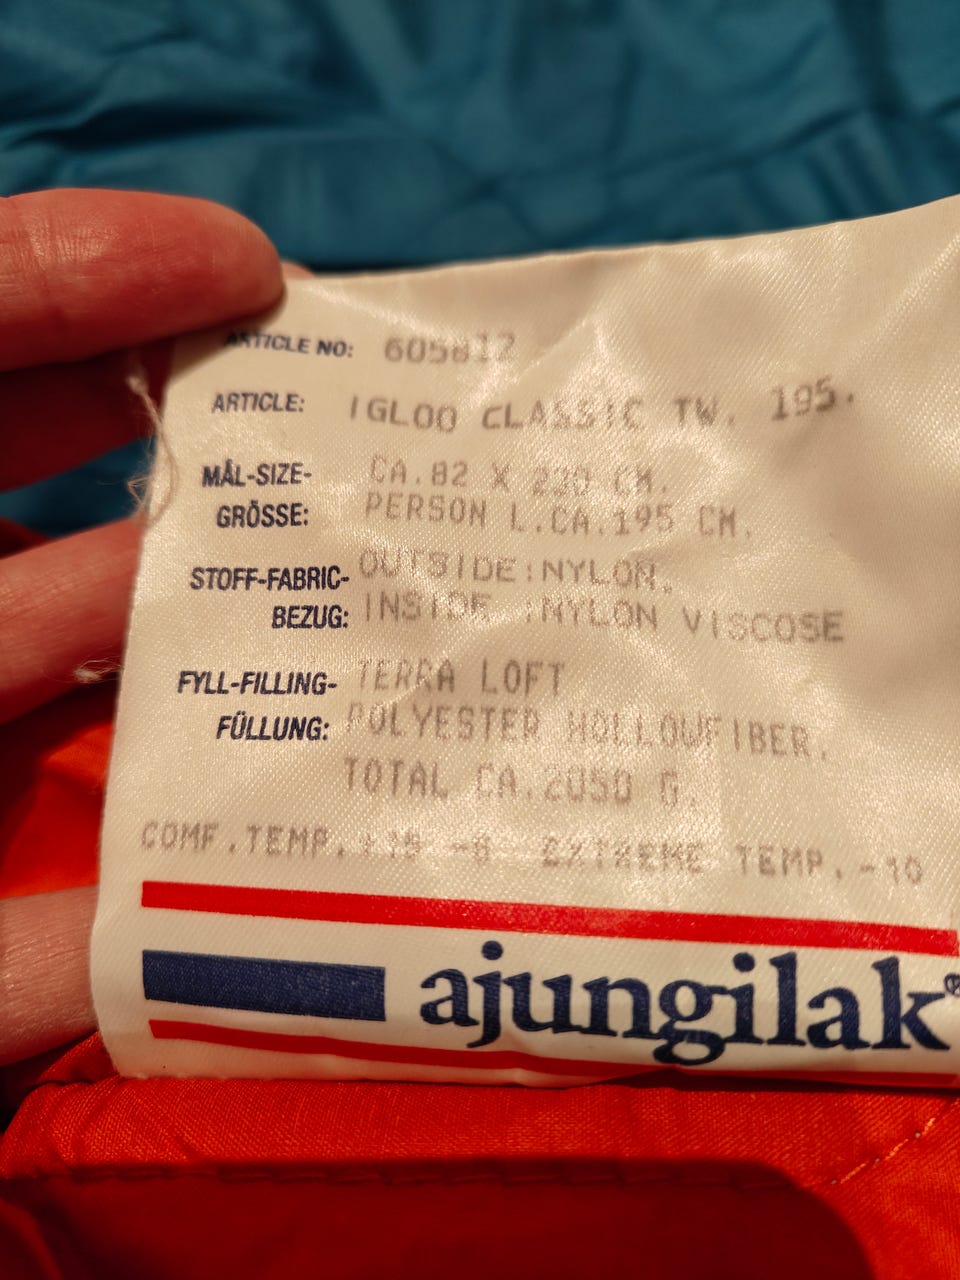 ARTICLE NO: 605812
ARTICLE: IGLOO CLASSIC TW. 195.
MÅL-SIZE- CA.82 X 220 CM.
GRÖSSE: PERSON L.CA.195 CM.
STOFF-FABRIC- OUTSIDE:NYLON.
BEZUG: INSIDE :NYLON VISCOSE
FYLL-FILLING- TERRA LOFT
FÜLLUNG: POLYESTER HOLLOWFIBER.
TOTAL CA.2050 G.
COMF.TEMP. +15 -8 EXTREME TEMP.-10
ajungilak®